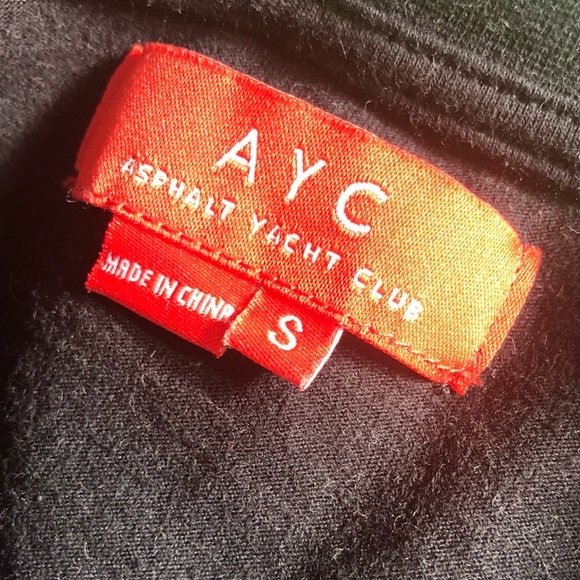 AYC
ASPHALT YACHT CLUB
MADE IN CHINA
S